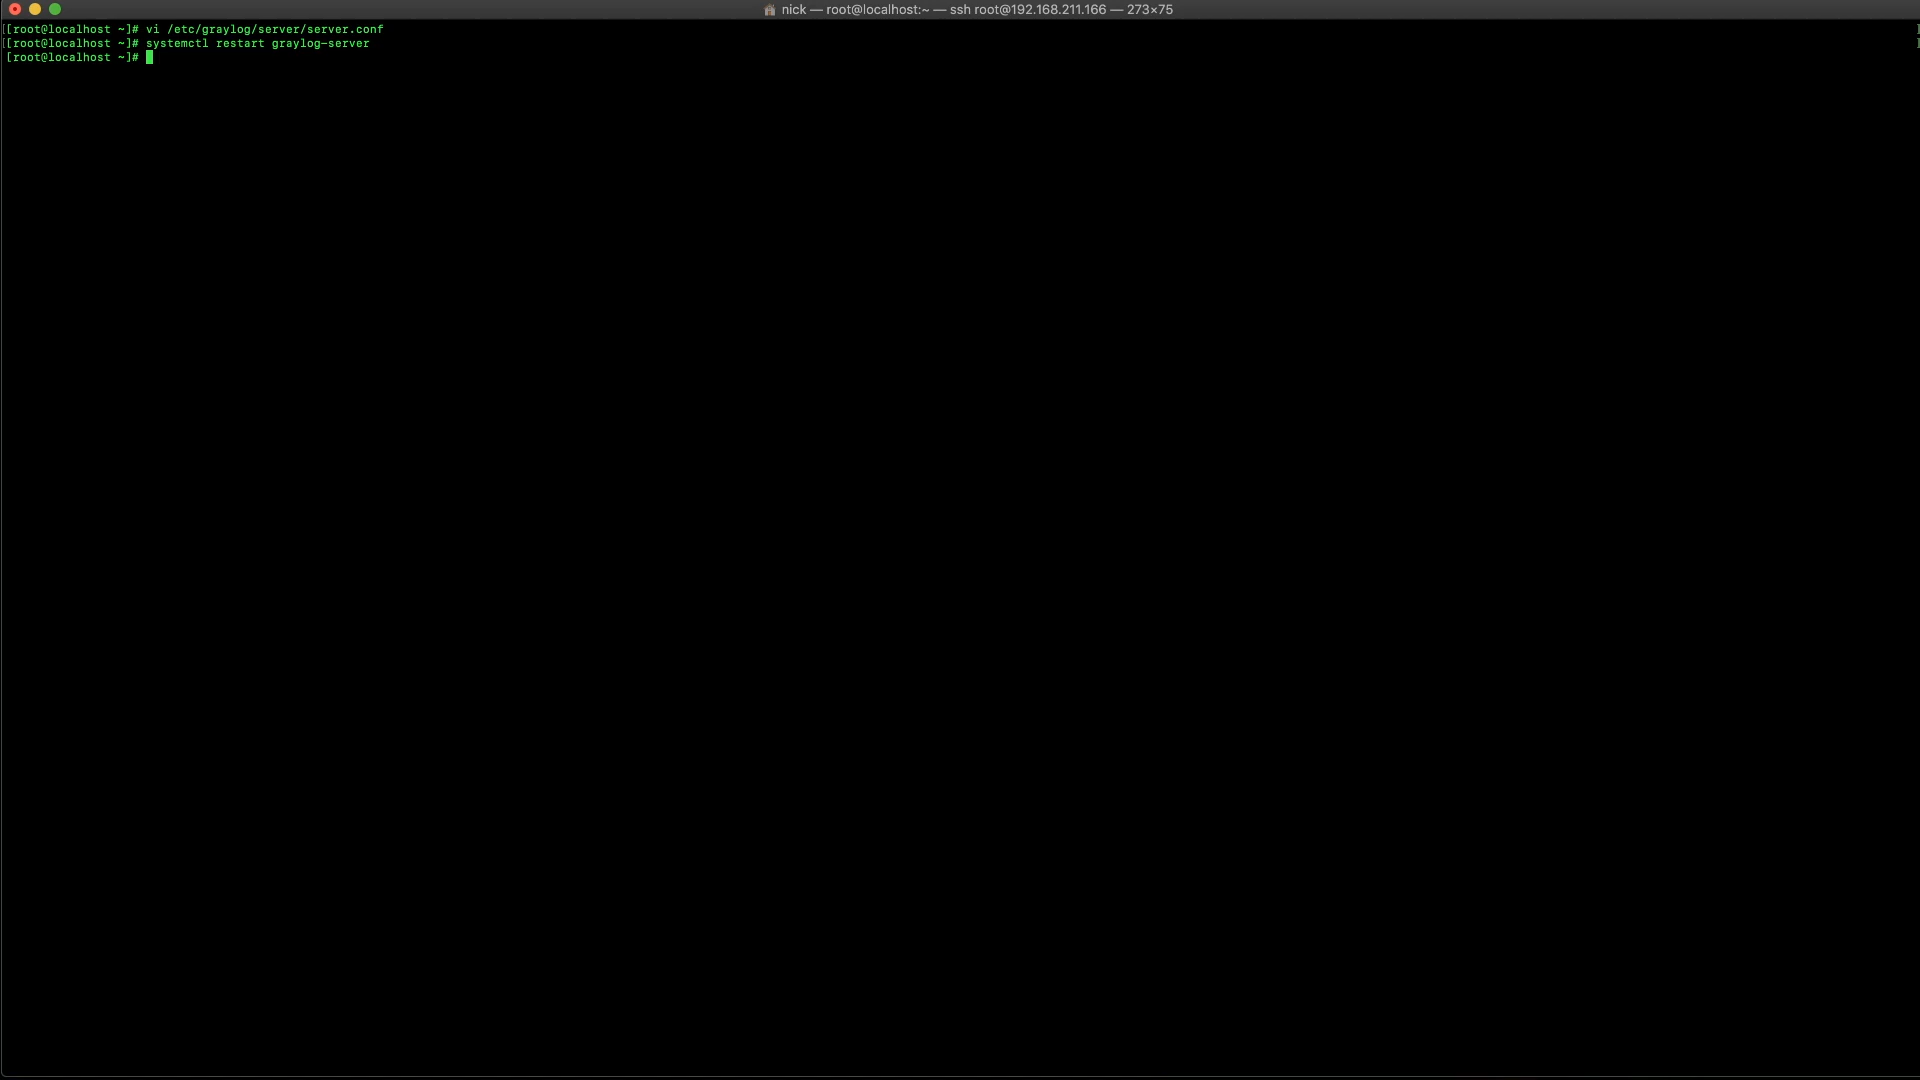 nick — root@localhost:~ — ssh root@192.168.211.166 — 273×75
[[root@localhost ~]# vi /etc/graylog/server/server.conf ]
[[root@localhost ~]# systemctl restart graylog-server ]
[root@localhost ~]#